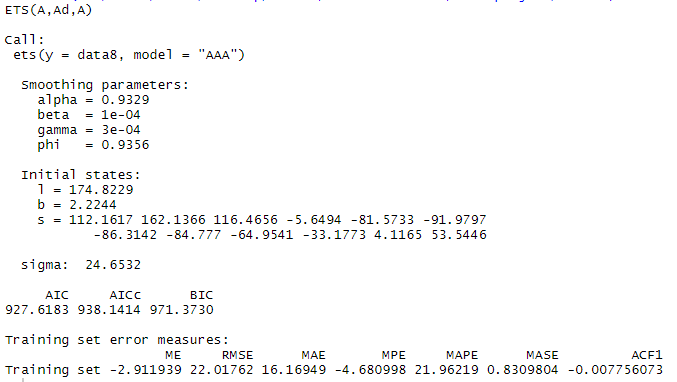 ETS(A,Ad,A)
Call:
ets(y = data8, model = "AAA")
Smoothing parameters:
alpha = 0.9329
beta  = 1e-04
gamma = 3e-04
phi   = 0.9356
Initial states:
l = 174.8229
b = 2.2244
s = 112.1617 162.1366 116.4656 -5.6494 -81.5733 -91.9797
-86.3142 -84.777 -64.9541 -33.1773 4.1165 53.5446
sigma:  24.6532
AIC     AICc      BIC
927.6183 938.1414 971.3730
Training set error measures:
ME     RMSE      MAE       MPE     MAPE      MASE         ACF1
Training set -2.911939 22.01762 16.16949 -4.680998 21.96219 0.8309804 -0.007756073